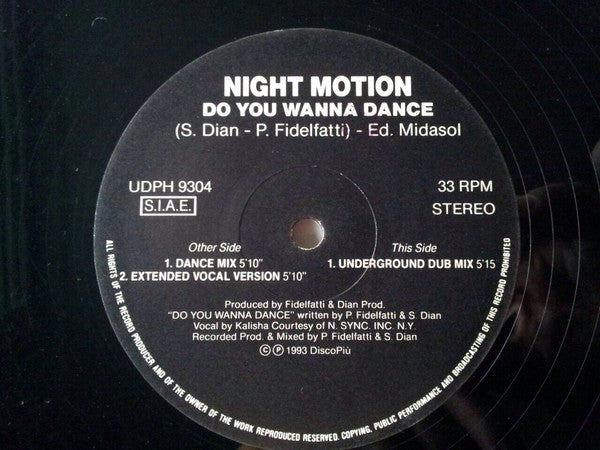 NIGHT MOTION
DO YOU WANNA DANCE
(S. Dian - P. Fidelfatti) - Ed. Midasol
UDPH 9304
S.I.A.E.
33 RPM
STEREO
Other Side
1. DANCE MIX 5'10"
2. EXTENDED VOCAL VERSION 5'10"
This Side
1. UNDERGROUND DUB MIX 5'15
Produced by Fidelfatti & Dian Prod.
"DO YOU WANNA DANCE" written by P. Fidelfatti & S. Dian
Vocal by Kalisha Courtesy of N. SYNC. INC. N.Y.
Recorded Prod. & Mixed by P. Fidelfatti & S. Dian
© ℗ 1993 DiscoPiù
ALL RIGHTS OF THE RECORD PRODUCER AND OF THE OWNER OF THE WORK REPRODUCED RESERVED. COPYING, PUBLIC PERFORMANCE AND BROADCASTING OF THIS RECORD PROHIBITED